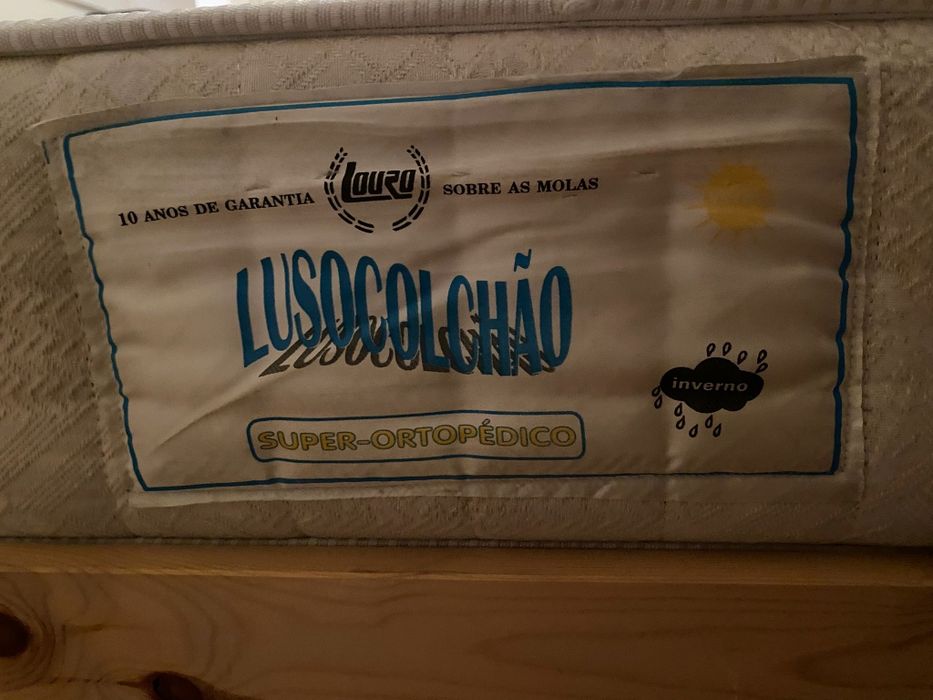 10 ANOS DE GARANTIA LOURO SOBRE AS MOLAS
LUSOCOLCHÃO
SUPER-ORTOPÉDICO
inverno